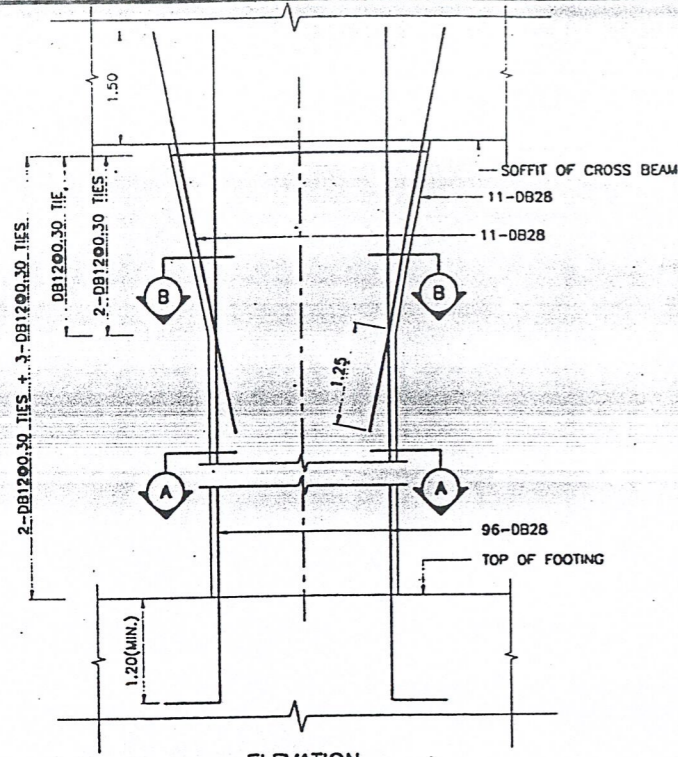 1.50
SOFFIT OF CROSS BEAM
11-DB28
11-DB28
2-DB12@0.30 TIES + 3-DB12@0.30 TIES
DB12@0.30 TIE,
2-DB12@0.30 TIES
B
B
1.25
A
A
96-DB28
TOP OF FOOTING
1.20(MIN.)
ELEVATION